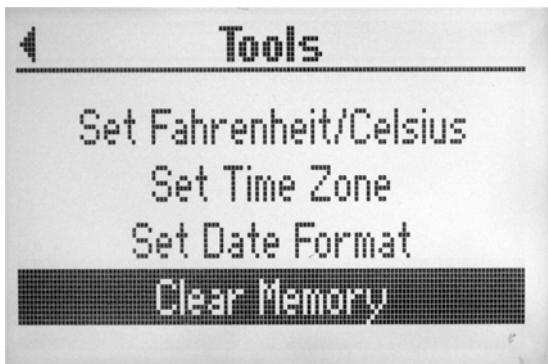 Tools
Set Fahrenheit/Celsius
Set Time Zone
Set Date Format
Clear Memory